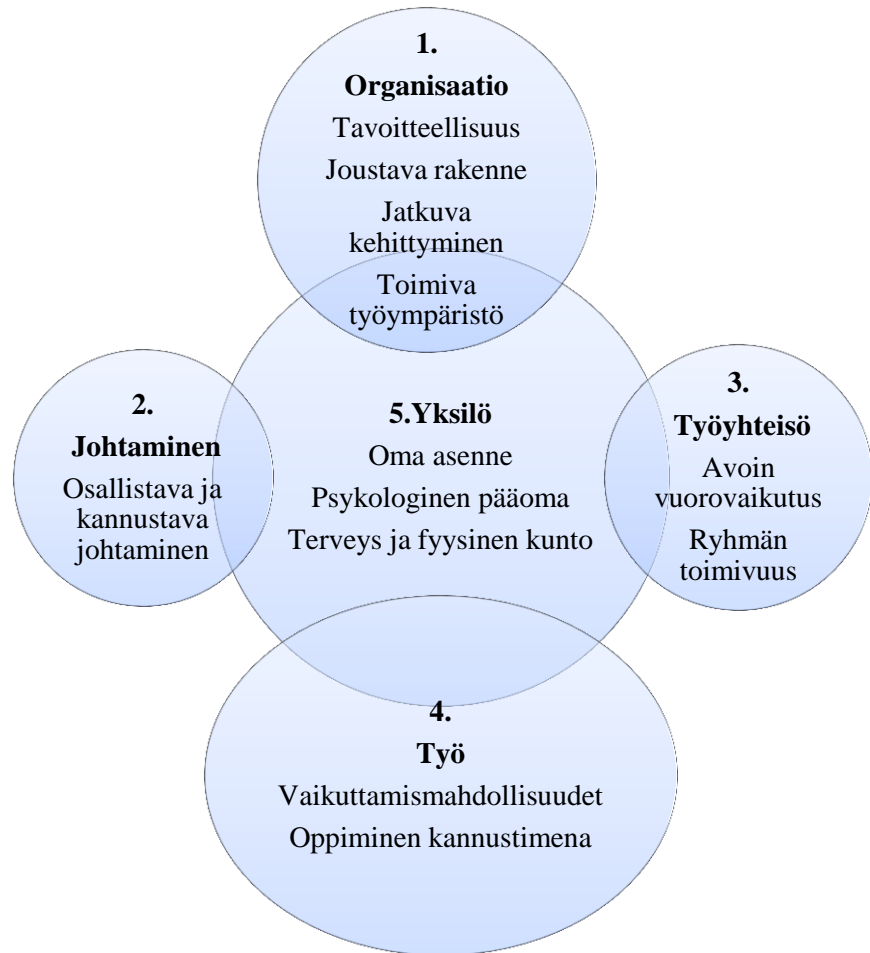 1.
Organisaatio
Tavoitteellisuus
Joustava rakenne
Jatkuva
kehittyminen
Toimiva
työympäristö
2.
Johtaminen
Osallistava ja
kannustava
johtaminen
5.Yksilö
Oma asenne
Psykologinen pääoma
Terveys ja fyysinen kunto
3.
Työyhteisö
Avoin
vuorovaikutus
Ryhmän
toimivuus
4.
Työ
Vaikuttamismahdollisuudet
Oppiminen kannustimena